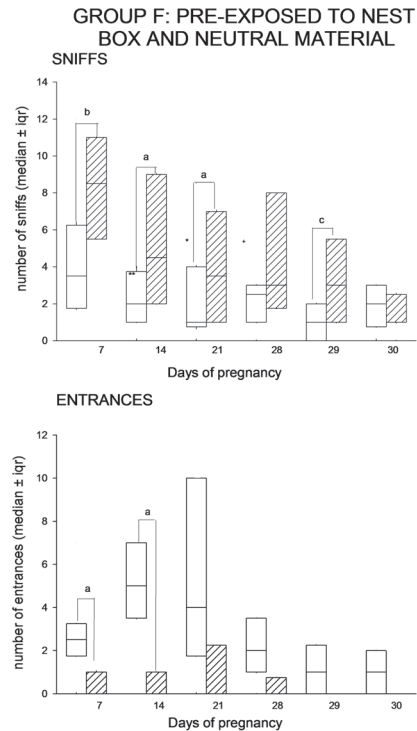 GROUP F: PRE-EXPOSED TO NEST
BOX AND NEUTRAL MATERIAL
SNIFFS
number of sniffs (median ± iqr)
14
12
10
8
6
4
2
0
b
a
a
c
**
*
+
7 14 21 28 29 30
Days of pregnancy
ENTRANCES
number of entrances (median ± iqr)
12
10
8
6
4
2
0
a
a
7 14 21 28 29 30
Days of pregnancy